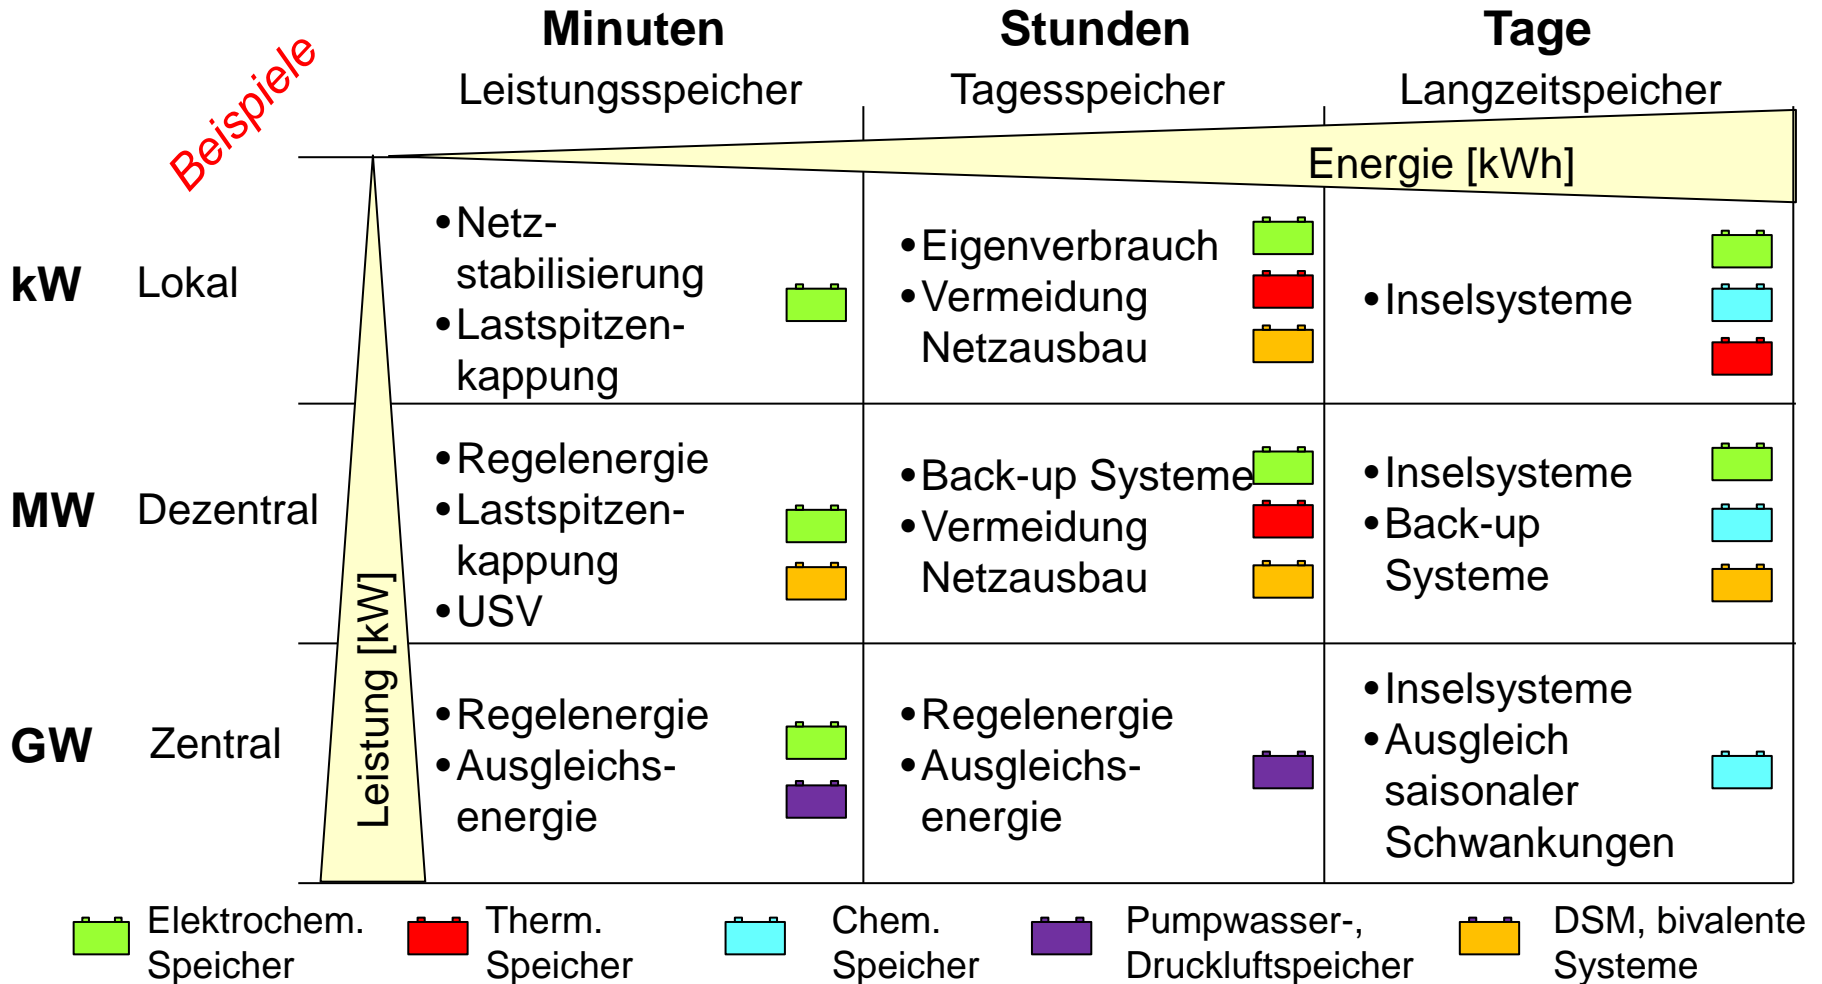 Beispiele
Minuten
Stunden
Tage
Leistungsspeicher
Tagesspeicher
Langzeitspeicher
Energie [kWh]
Leistung [kW]
kW
Lokal
•Netz-
stabilisierung
•Lastspitzen-
kappung
•Eigenverbrauch
•Vermeidung
Netzausbau
•Inselsysteme
MW
Dezentral
•Regelenergie
•Lastspitzen-
kappung
•USV
•Back-up Systeme
•Vermeidung
Netzausbau
•Inselsysteme
•Back-up
Systeme
GW
Zentral
•Regelenergie
•Ausgleichs-
energie
•Regelenergie
•Ausgleichs-
energie
•Inselsysteme
•Ausgleich
saisonaler
Schwankungen
Elektrochem.
Speicher
Therm.
Speicher
Chem.
Speicher
Pumpwasser-,
Druckluftspeicher
DSM, bivalente
Systeme